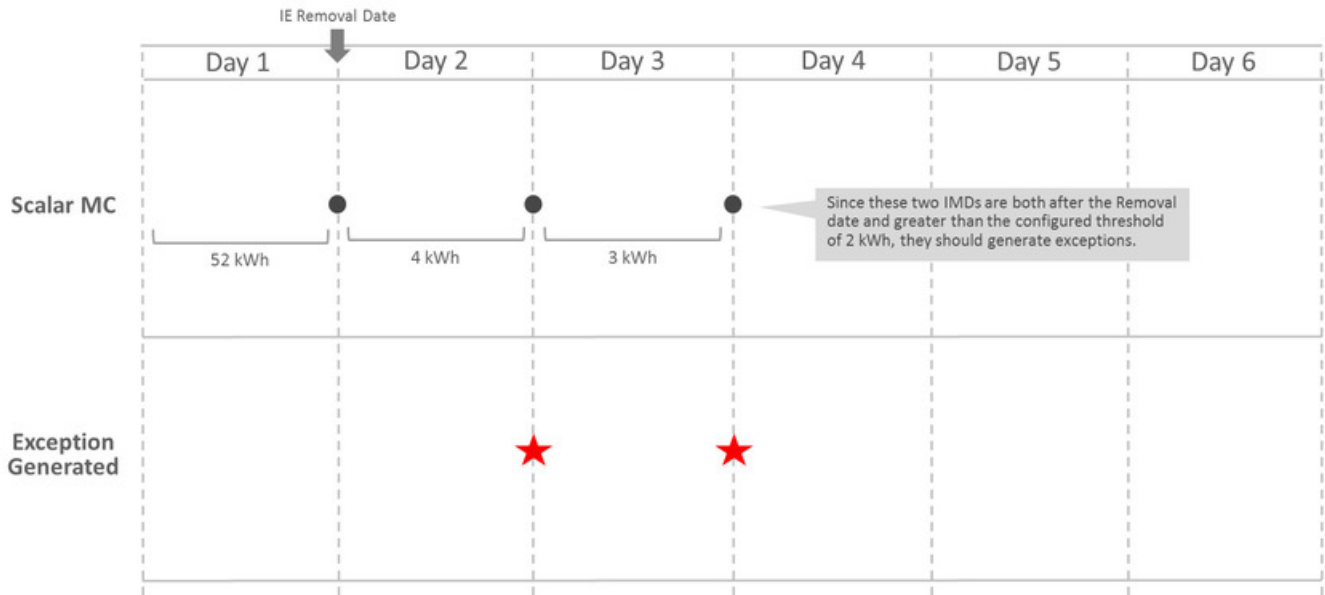 IE Removal Date
Day 1
Day 2
Day 3
Day 4
Day 5
Day 6
Scalar MC
Since these two IMDs are both after the Removal
date and greater than the configured threshold
of 2 kWh, they should generate exceptions.
52 kWh
4 kWh
3 kWh
Exception
Generated